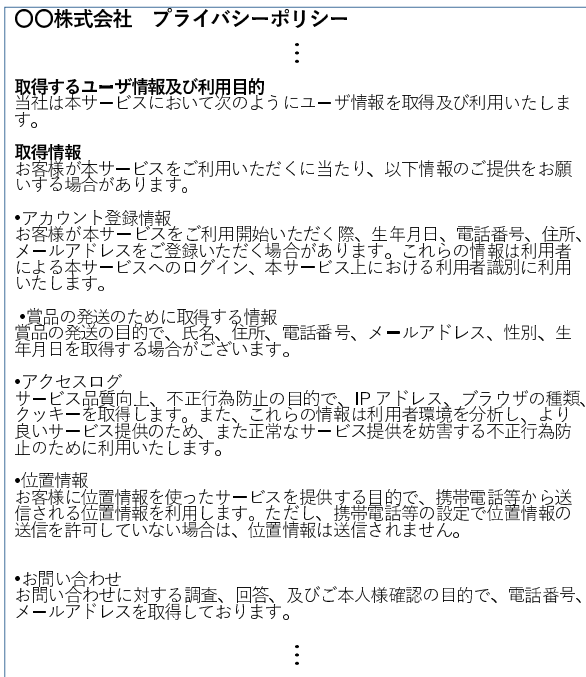 〇〇株式会社　プライバシーポリシー
⋮
取得するユーザ情報及び利用目的
当社は本サービスにおいて次のようにユーザ情報を取得及び利用いたしま
す。
取得情報
お客様が本サービスをご利用いただくに当たり、以下情報のご提供をお願
いする場合があります。
•アカウント登録情報
お客様が本サービスをご利用開始いただく際、生年月日、電話番号、住所、
メールアドレスをご登録いただく場合があります。これらの情報は利用者
による本サービスへのログイン、本サービス上における利用者識別に利用
いたします。
•賞品の発送のために取得する情報
賞品の発送の目的で、氏名、住所、電話番号、メールアドレス、性別、生
年月日を取得する場合がございます。
•アクセスログ
サービス品質向上、不正行為防止の目的で、IP アドレス、ブラウザの種類、
クッキーを取得します。また、これらの情報は利用者環境を分析し、より
良いサービス提供のため、また正常なサービス提供を妨害する不正行為防
止のために利用いたします。
•位置情報
お客様に位置情報を使ったサービスを提供する目的で、携帯電話等から送
信される位置情報を利用します。ただし、携帯電話等の設定で位置情報の
送信を許可していない場合は、位置情報は送信されません。
•お問い合わせ
お問い合わせに対する調査、回答、及びご本人様確認の目的で、電話番号、
メールアドレスを取得しております。
⋮